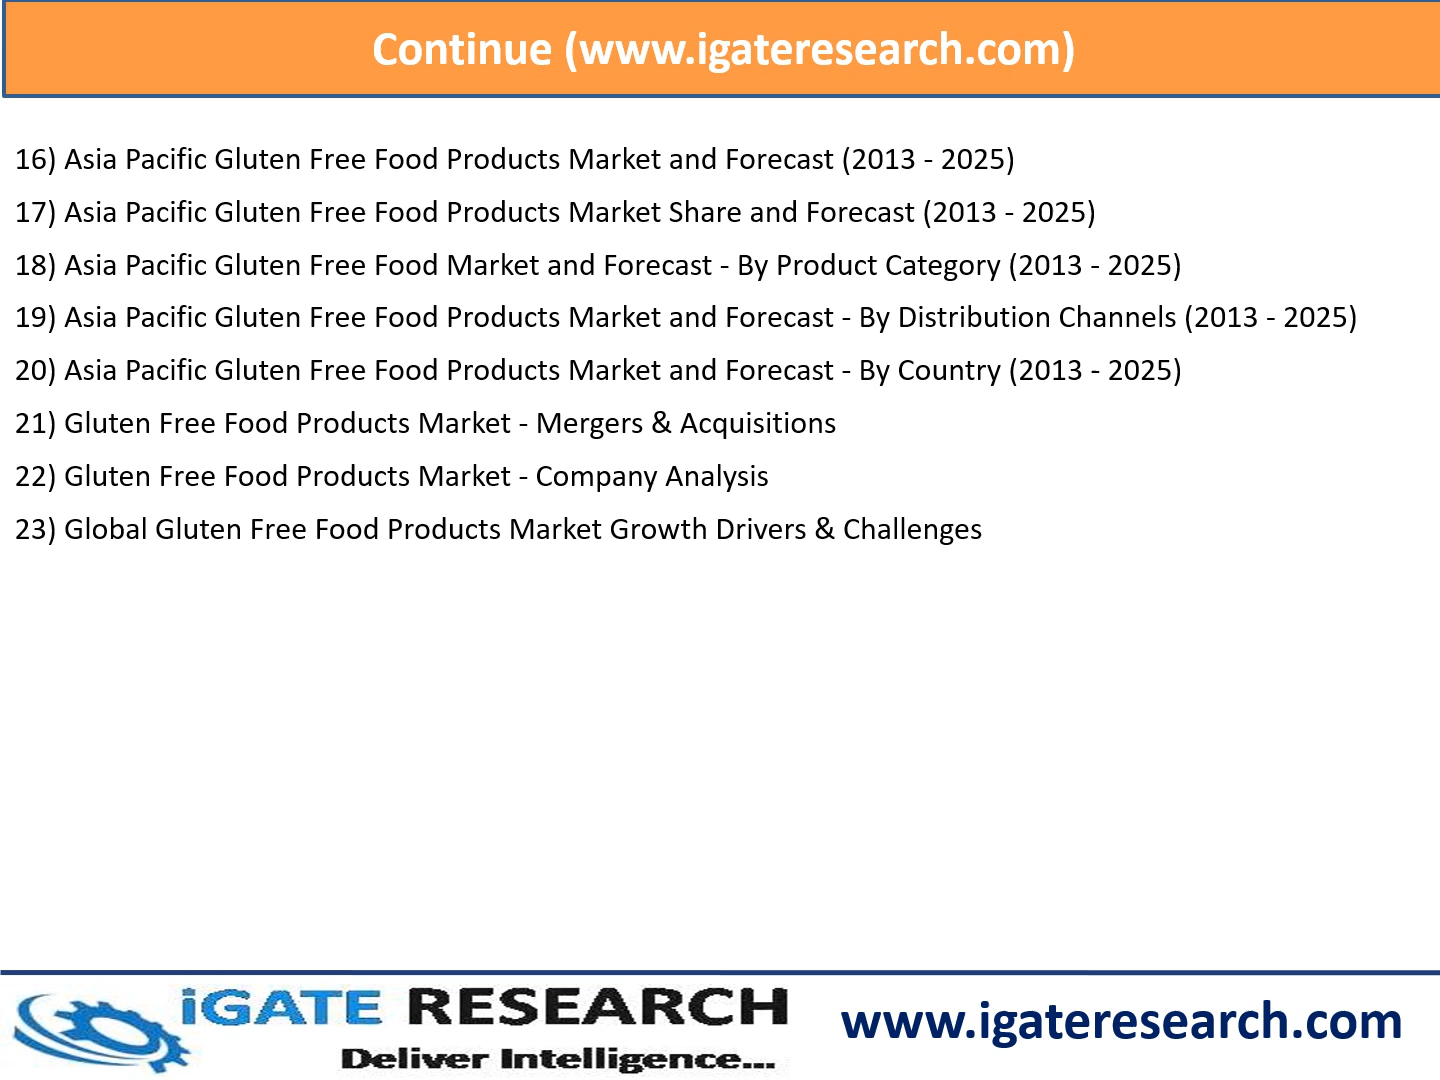 Continue (www.igateresearch.com)
16) Asia Pacific Gluten Free Food Products Market and Forecast (2013 - 2025)
17) Asia Pacific Gluten Free Food Products Market Share and Forecast (2013 - 2025)
18) Asia Pacific Gluten Free Food Market and Forecast - By Product Category (2013 - 2025)
19) Asia Pacific Gluten Free Food Products Market and Forecast - By Distribution Channels (2013 - 2025)
20) Asia Pacific Gluten Free Food Products Market and Forecast - By Country (2013 - 2025)
21) Gluten Free Food Products Market - Mergers & Acquisitions
22) Gluten Free Food Products Market - Company Analysis
23) Global Gluten Free Food Products Market Growth Drivers & Challenges
iGATE RESEARCH
Deliver Intelligence...
www.igateresearch.com